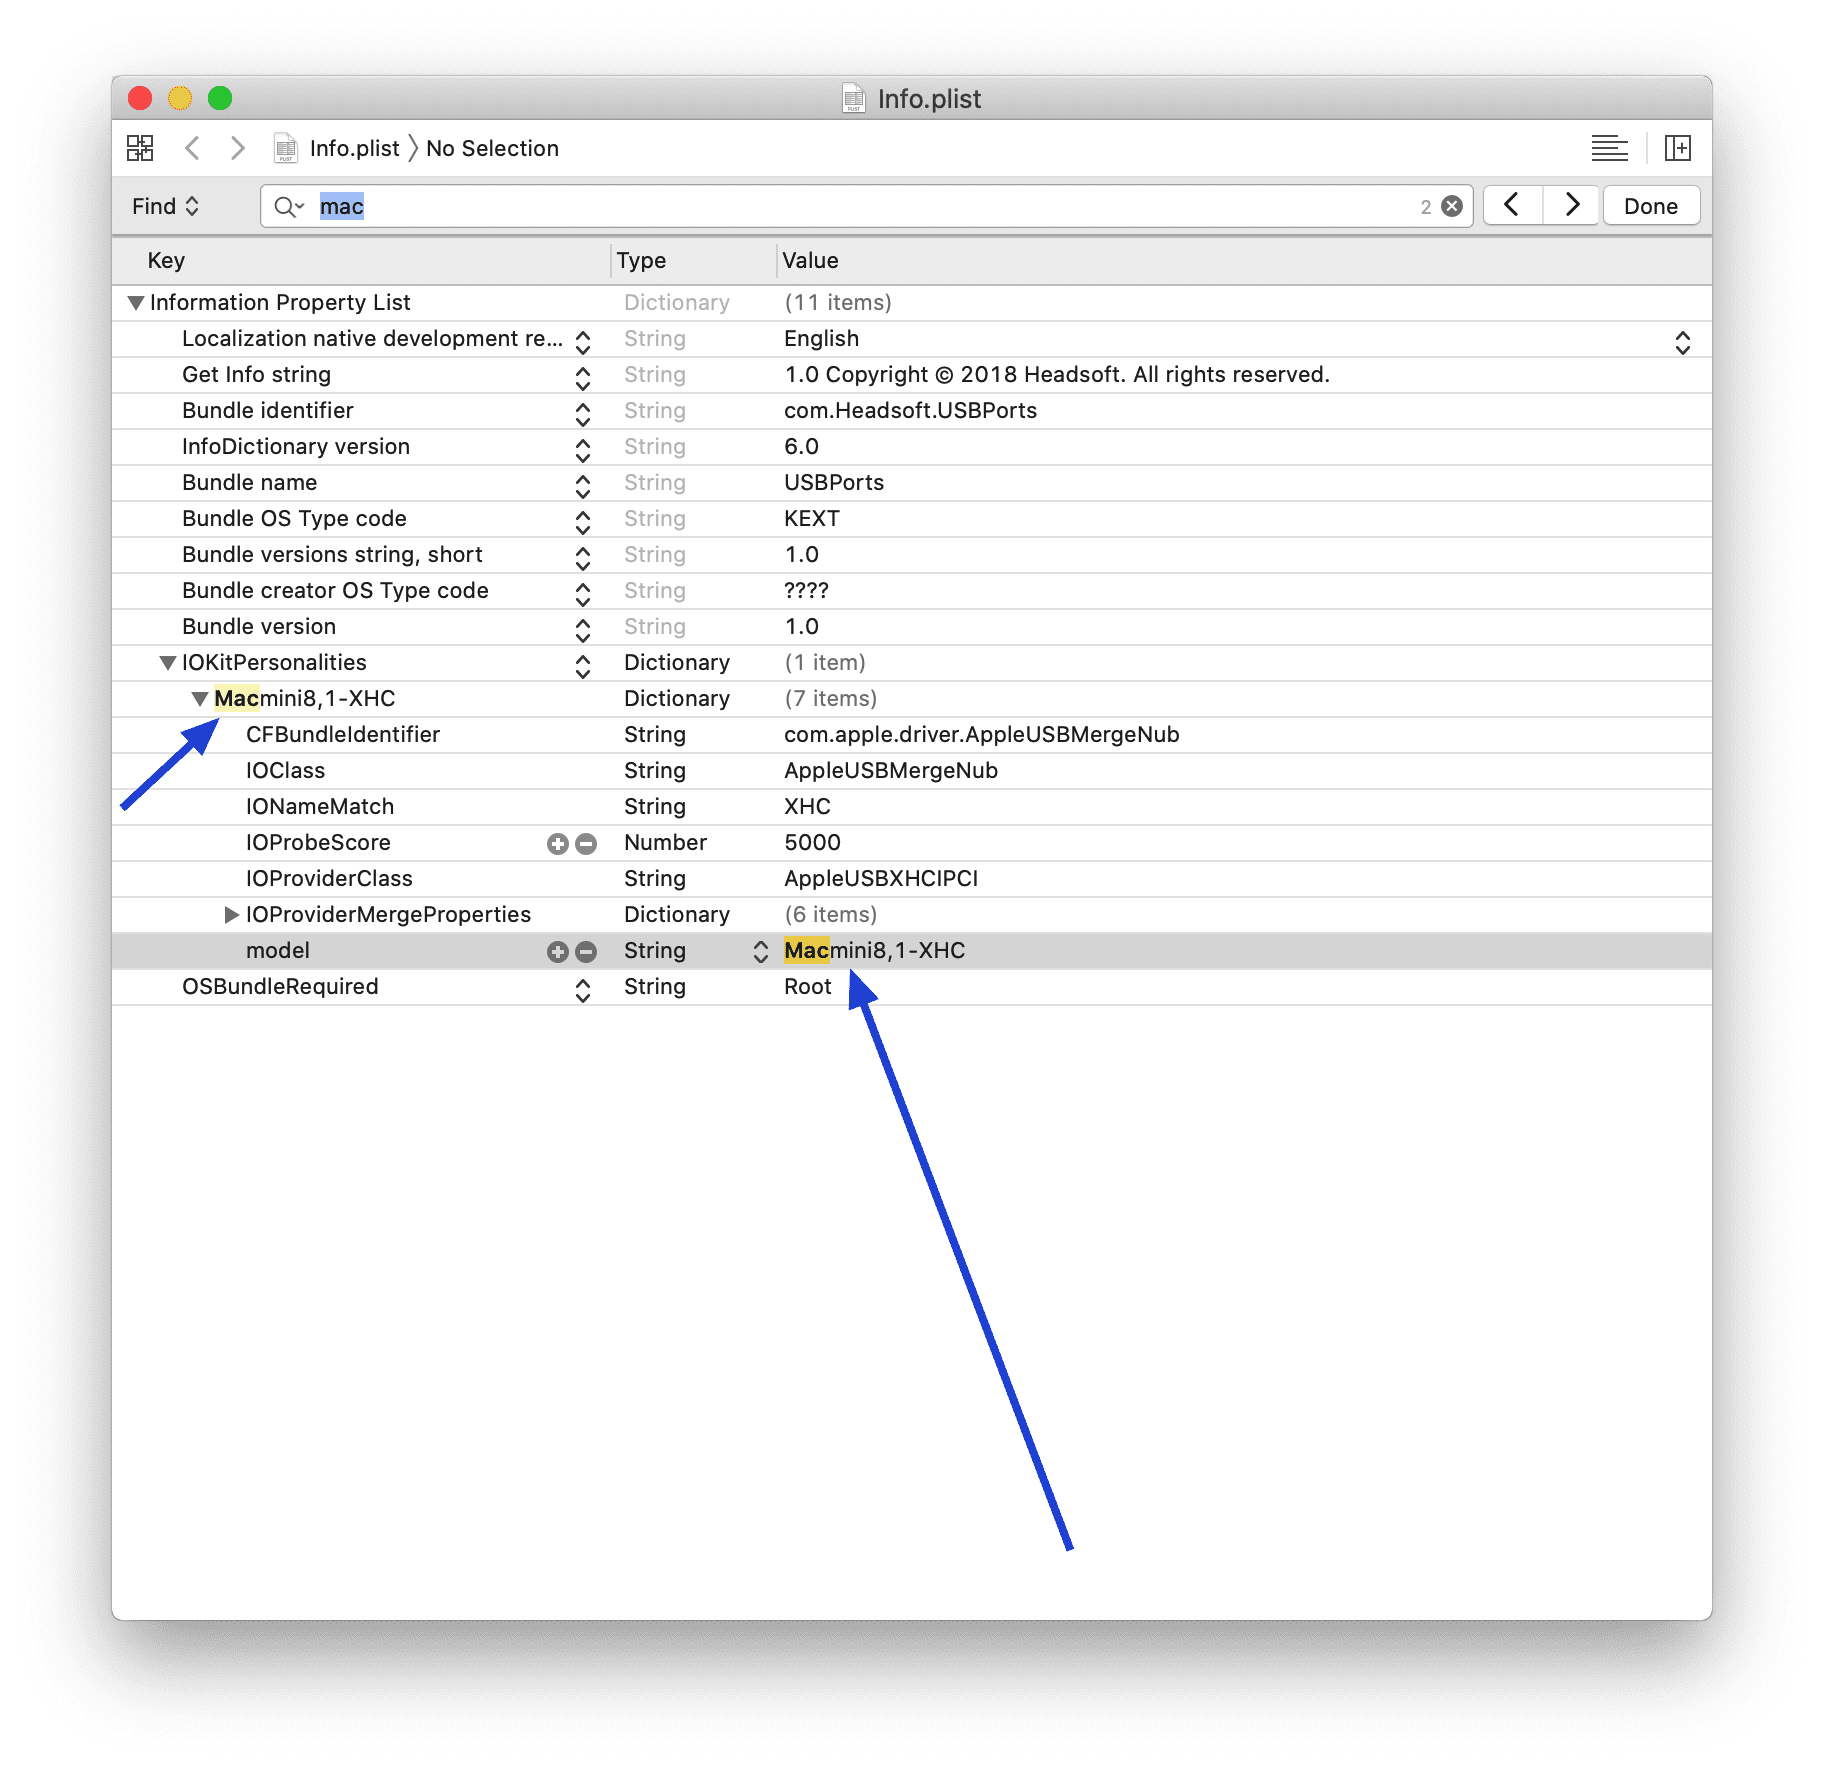 Info.plist
Info.plist 〉 No Selection
Find mac 2 Done
Key Type Value
Information Property List Dictionary (11 items)
Localization native development re... String English
Get Info string String 1.0 Copyright © 2018 Headsoft. All rights reserved.
Bundle identifier String com.Headsoft.USBPorts
InfoDictionary version String 6.0
Bundle name String USBPorts
Bundle OS Type code String KEXT
Bundle versions string, short String 1.0
Bundle creator OS Type code String ????
Bundle version String 1.0
IOKitPersonalities Dictionary (1 item)
Macmini8,1-XHC Dictionary (7 items)
CFBundleIdentifier String com.apple.driver.AppleUSBMergeNub
IOClass String AppleUSBMergeNub
IONameMatch String XHC
IOProbeScore Number 5000
IOProviderClass String AppleUSBXHCIPCI
IOProviderMergeProperties Dictionary (6 items)
model String Macmini8,1-XHC
OSBundleRequired String Root